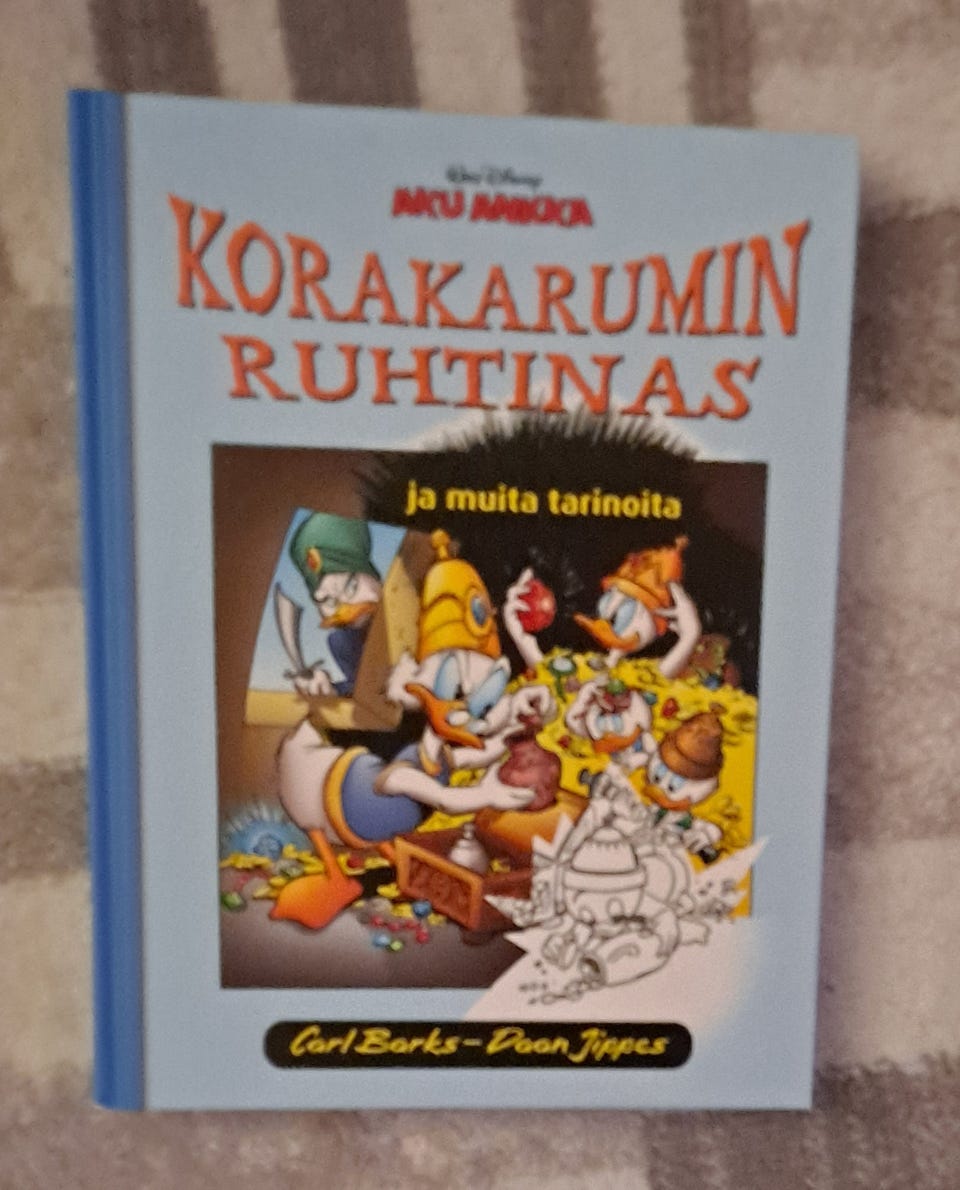 Walt Disney
AKU ANKKA
KORAKARUMIN
RUHTINAS
ja muita tarinoita
Carl Barks – Daan Jippes